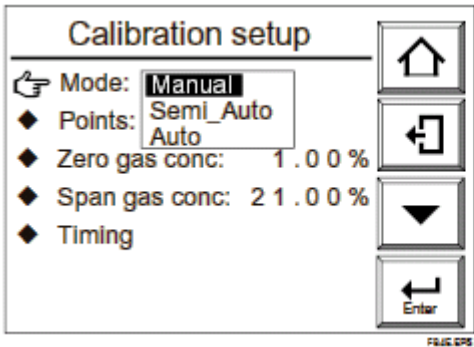 Calibration setup
Mode: Manual
Semi_Auto
Points:
Auto
Zero gas conc: 1.00%
Span gas conc: 21.00%
Timing
Enter